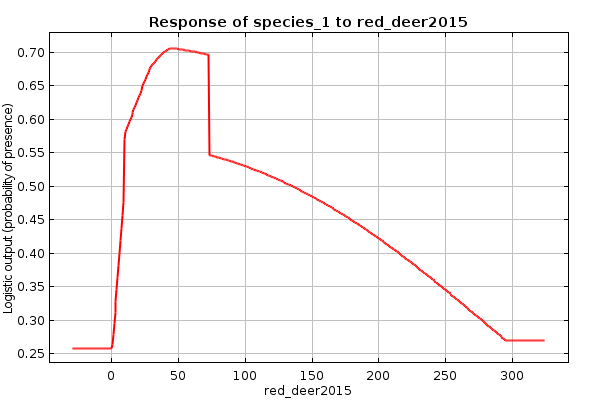 Response of species_1 to red_deer2015
Logistic output (probability of presence)
0.70
0.65
0.60
0.55
0.50
0.45
0.40
0.35
0.30
0.25
0 50 100 150 200 250 300
red_deer2015